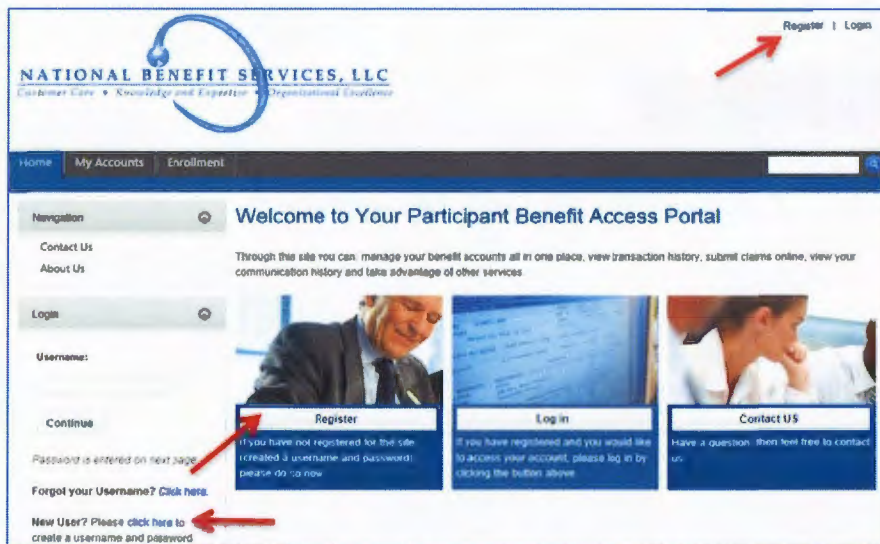 Register | Login
NATIONAL BENEFIT SERVICES, LLC
Customer Care • Knowledge and Expertise • Organizational Excellence
Home My Accounts Enrollment
Navigation
Contact Us
About Us
Login
Username:
Continue
Password is entered on next page.
Forgot your Username? Click here.
New User? Please click here to
create a username and password
Welcome to Your Participant Benefit Access Portal
Through this site you can: manage your benefit accounts all in one place, view transaction history, submit claims online, view your
communication history and take advantage of other services.
Register
If you have not registered for the site
(created a username and password)
please do so now
Log in
If you have registered and you would like
to access your account, please log in by
clicking the button above
Contact US
Have a question, then feel free to contact
us